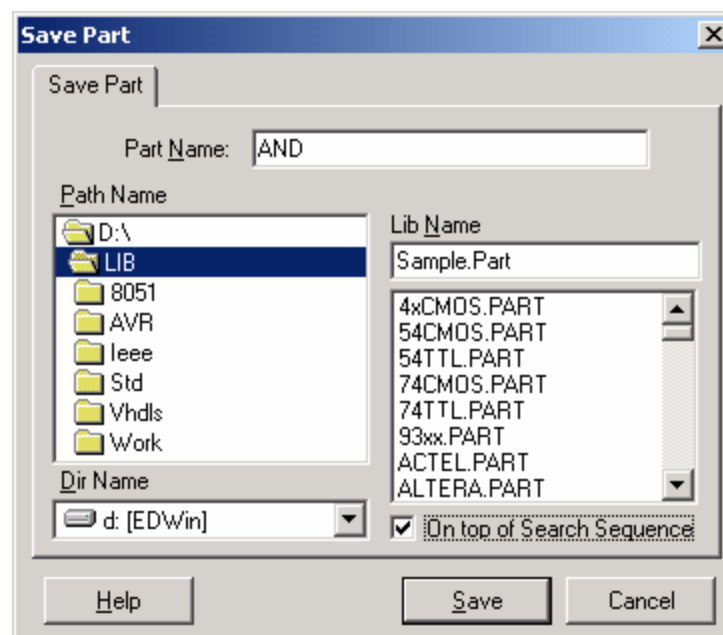 Save Part
Save Part
Part Name: AND
Path Name
D:\
LIB
8051
AVR
Ieee
Std
Vhdls
Work
Dir Name
d: [EDWin]
Lib Name
Sample.Part
4xCMOS.PART
54CMOS.PART
54TTL.PART
74CMOS.PART
74TTL.PART
93xx.PART
ACTEL.PART
ALTERA.PART
On top of Search Sequence
Help
Save
Cancel